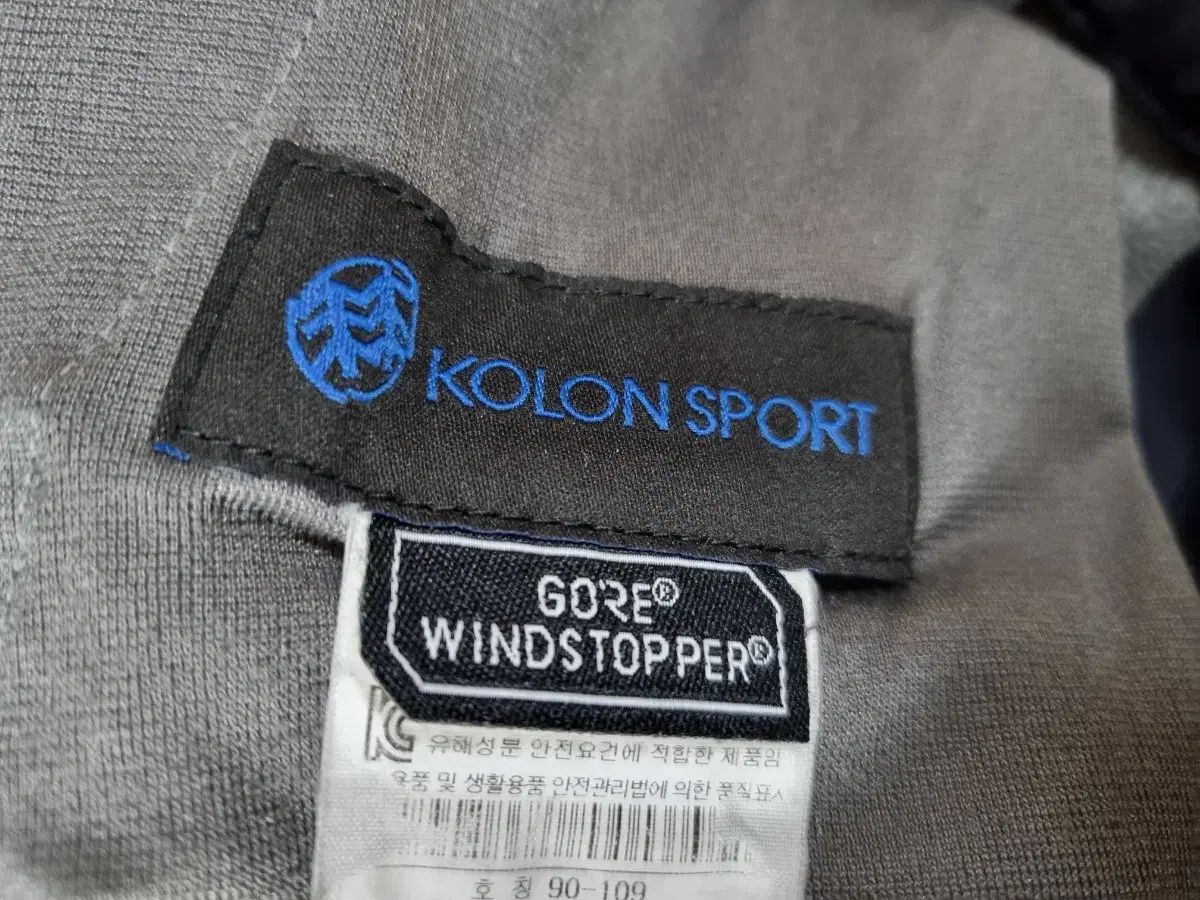 KOLON SPORT
GORE®
WINDSTOPPER®
KC 유해성분 안전요건에 적합한 제품임
용품 및 생활용품 안전관리법에 의한 품질표시
호 칭 90-109